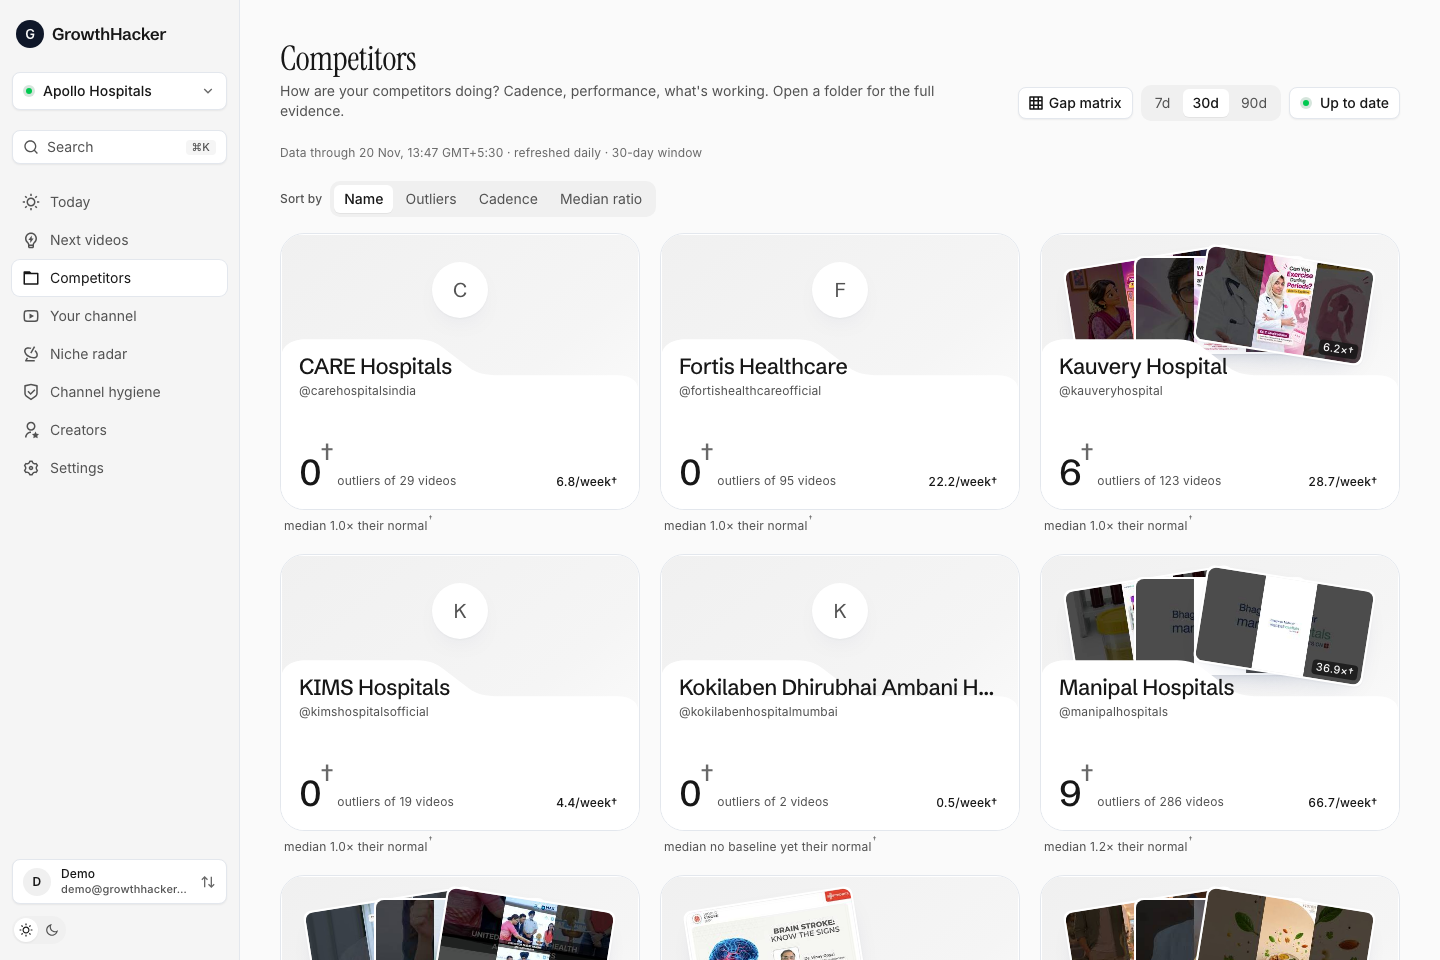 G GrowthHacker
Apollo Hospitals
Search ⌘K
Today
Next videos
Competitors
Your channel
Niche radar
Channel hygiene
Creators
Settings
D
Demo
demo@growthhacker...
Competitors
How are your competitors doing? Cadence, performance, what's working. Open a folder for the full
evidence.
Gap matrix
7d 30d 90d
Up to date
Data through 20 Nov, 13:47 GMT+5:30 · refreshed daily · 30-day window
Sort by Name Outliers Cadence Median ratio
C
CARE Hospitals
@carehospitalsindia
0† outliers of 29 videos 6.8/week†
median 1.0× their normal†
F
Fortis Healthcare
@fortishealthcareofficial
0† outliers of 95 videos 22.2/week†
median 1.0× their normal†
Can You
Exercise
During
Periods?
6.2×†
Kauvery Hospital
@kauveryhospital
6† outliers of 123 videos 28.7/week†
median 1.0× their normal†
K
KIMS Hospitals
@kimshospitalsofficial
0† outliers of 19 videos 4.4/week†
median 1.0× their normal†
K
Kokilaben Dhirubhai Ambani H...
@kokilabenhospitalmumbai
0† outliers of 2 videos 0.5/week†
median no baseline yet their normal†
36.9×†
Manipal Hospitals
@manipalhospitals
9† outliers of 286 videos 66.7/week†
median 1.2× their normal†
BRAIN STROKE:
KNOW THE SIGNS